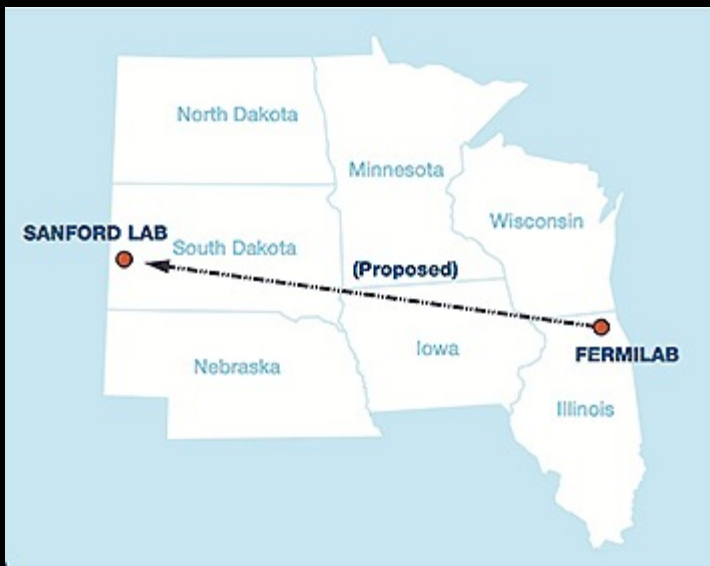 North Dakota
Minnesota
Wisconsin
SANFORD LAB
South Dakota
(Proposed)
Iowa
FERMILAB
Nebraska
Illinois